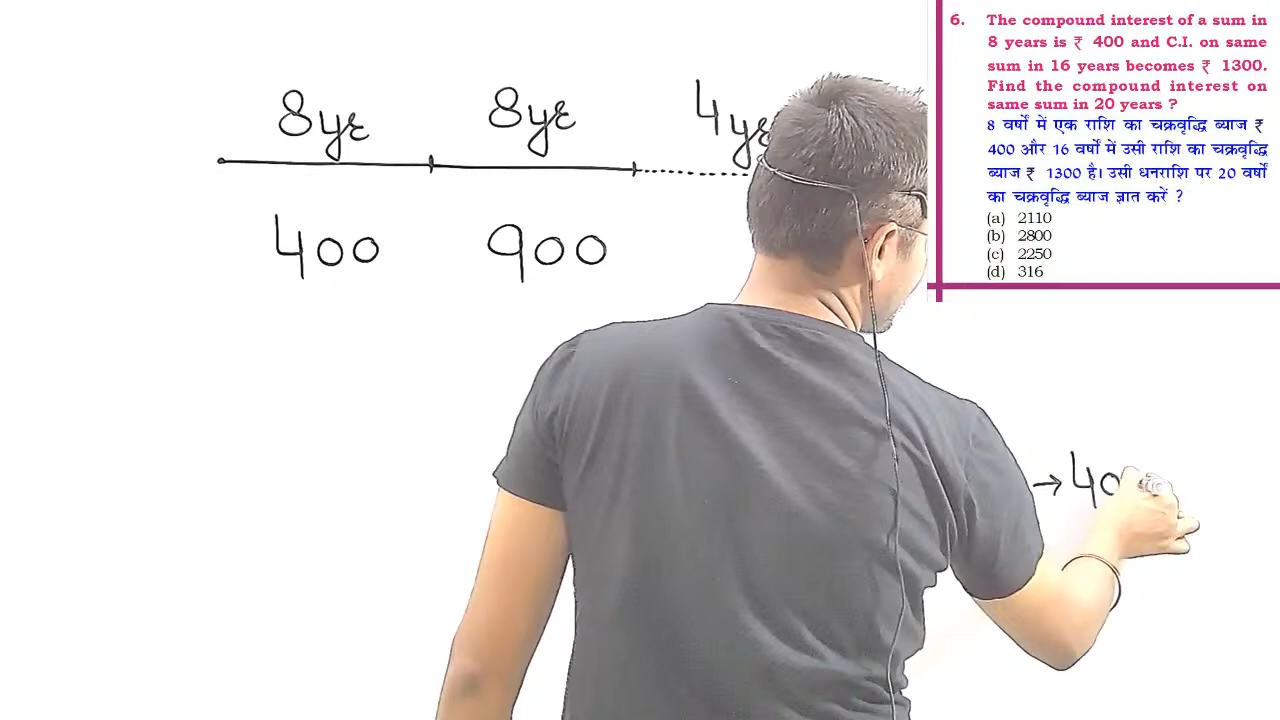 6. The compound interest of a sum in
8 years is ₹ 400 and C.I. on same
sum in 16 years becomes ₹ 1300.
Find the compound interest on
same sum in 20 years ?
8 वर्षों में एक राशि का चक्रवृद्धि ब्याज ₹
400 और 16 वर्षों में उसी राशि का चक्रवृद्धि
ब्याज ₹ 1300 है। उसी धनराशि पर 20 वर्षों
का चक्रवृद्धि ब्याज ज्ञात करें ?
(a) 2110
(b) 2800
(c) 2250
(d) 316
8yr 8yr 4yr
400 900
→ 40